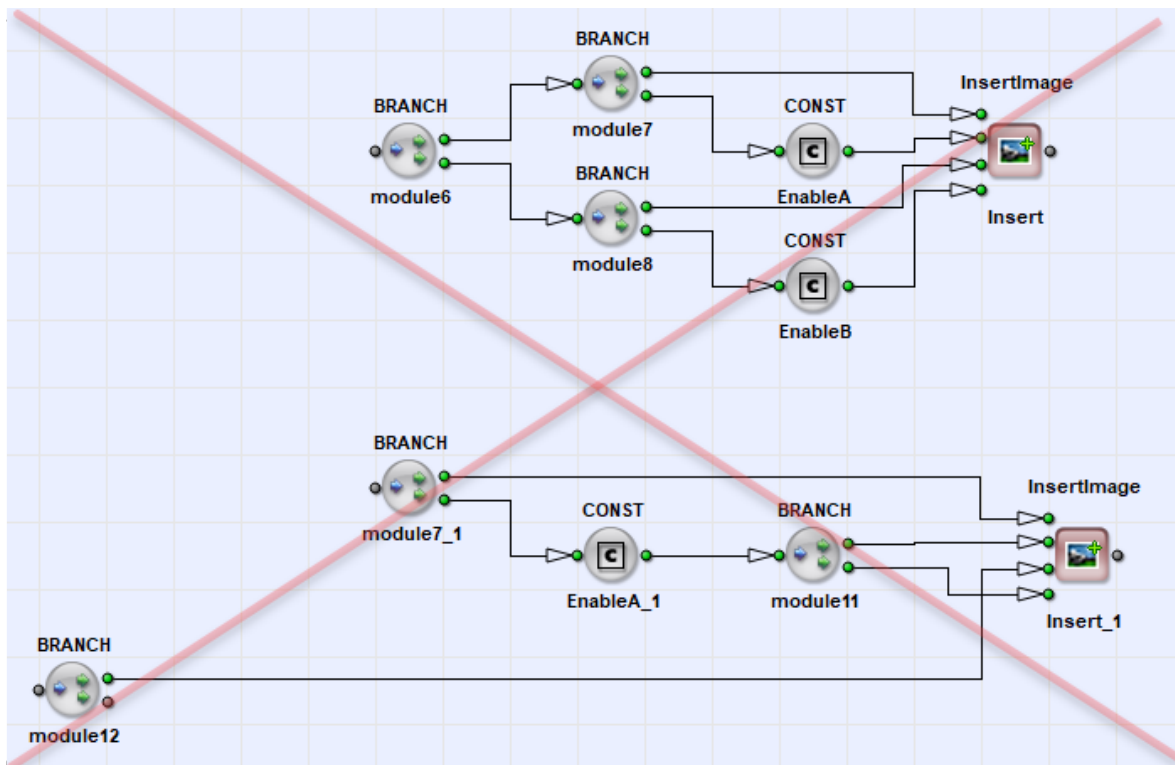 BRANCH
InsertImage
BRANCH
CONST
module7
BRANCH
module6
EnableA
Insert
CONST
module8
EnableB
BRANCH
InsertImage
CONST
BRANCH
module7_1
EnableA_1
module11
Insert_1
BRANCH
module12